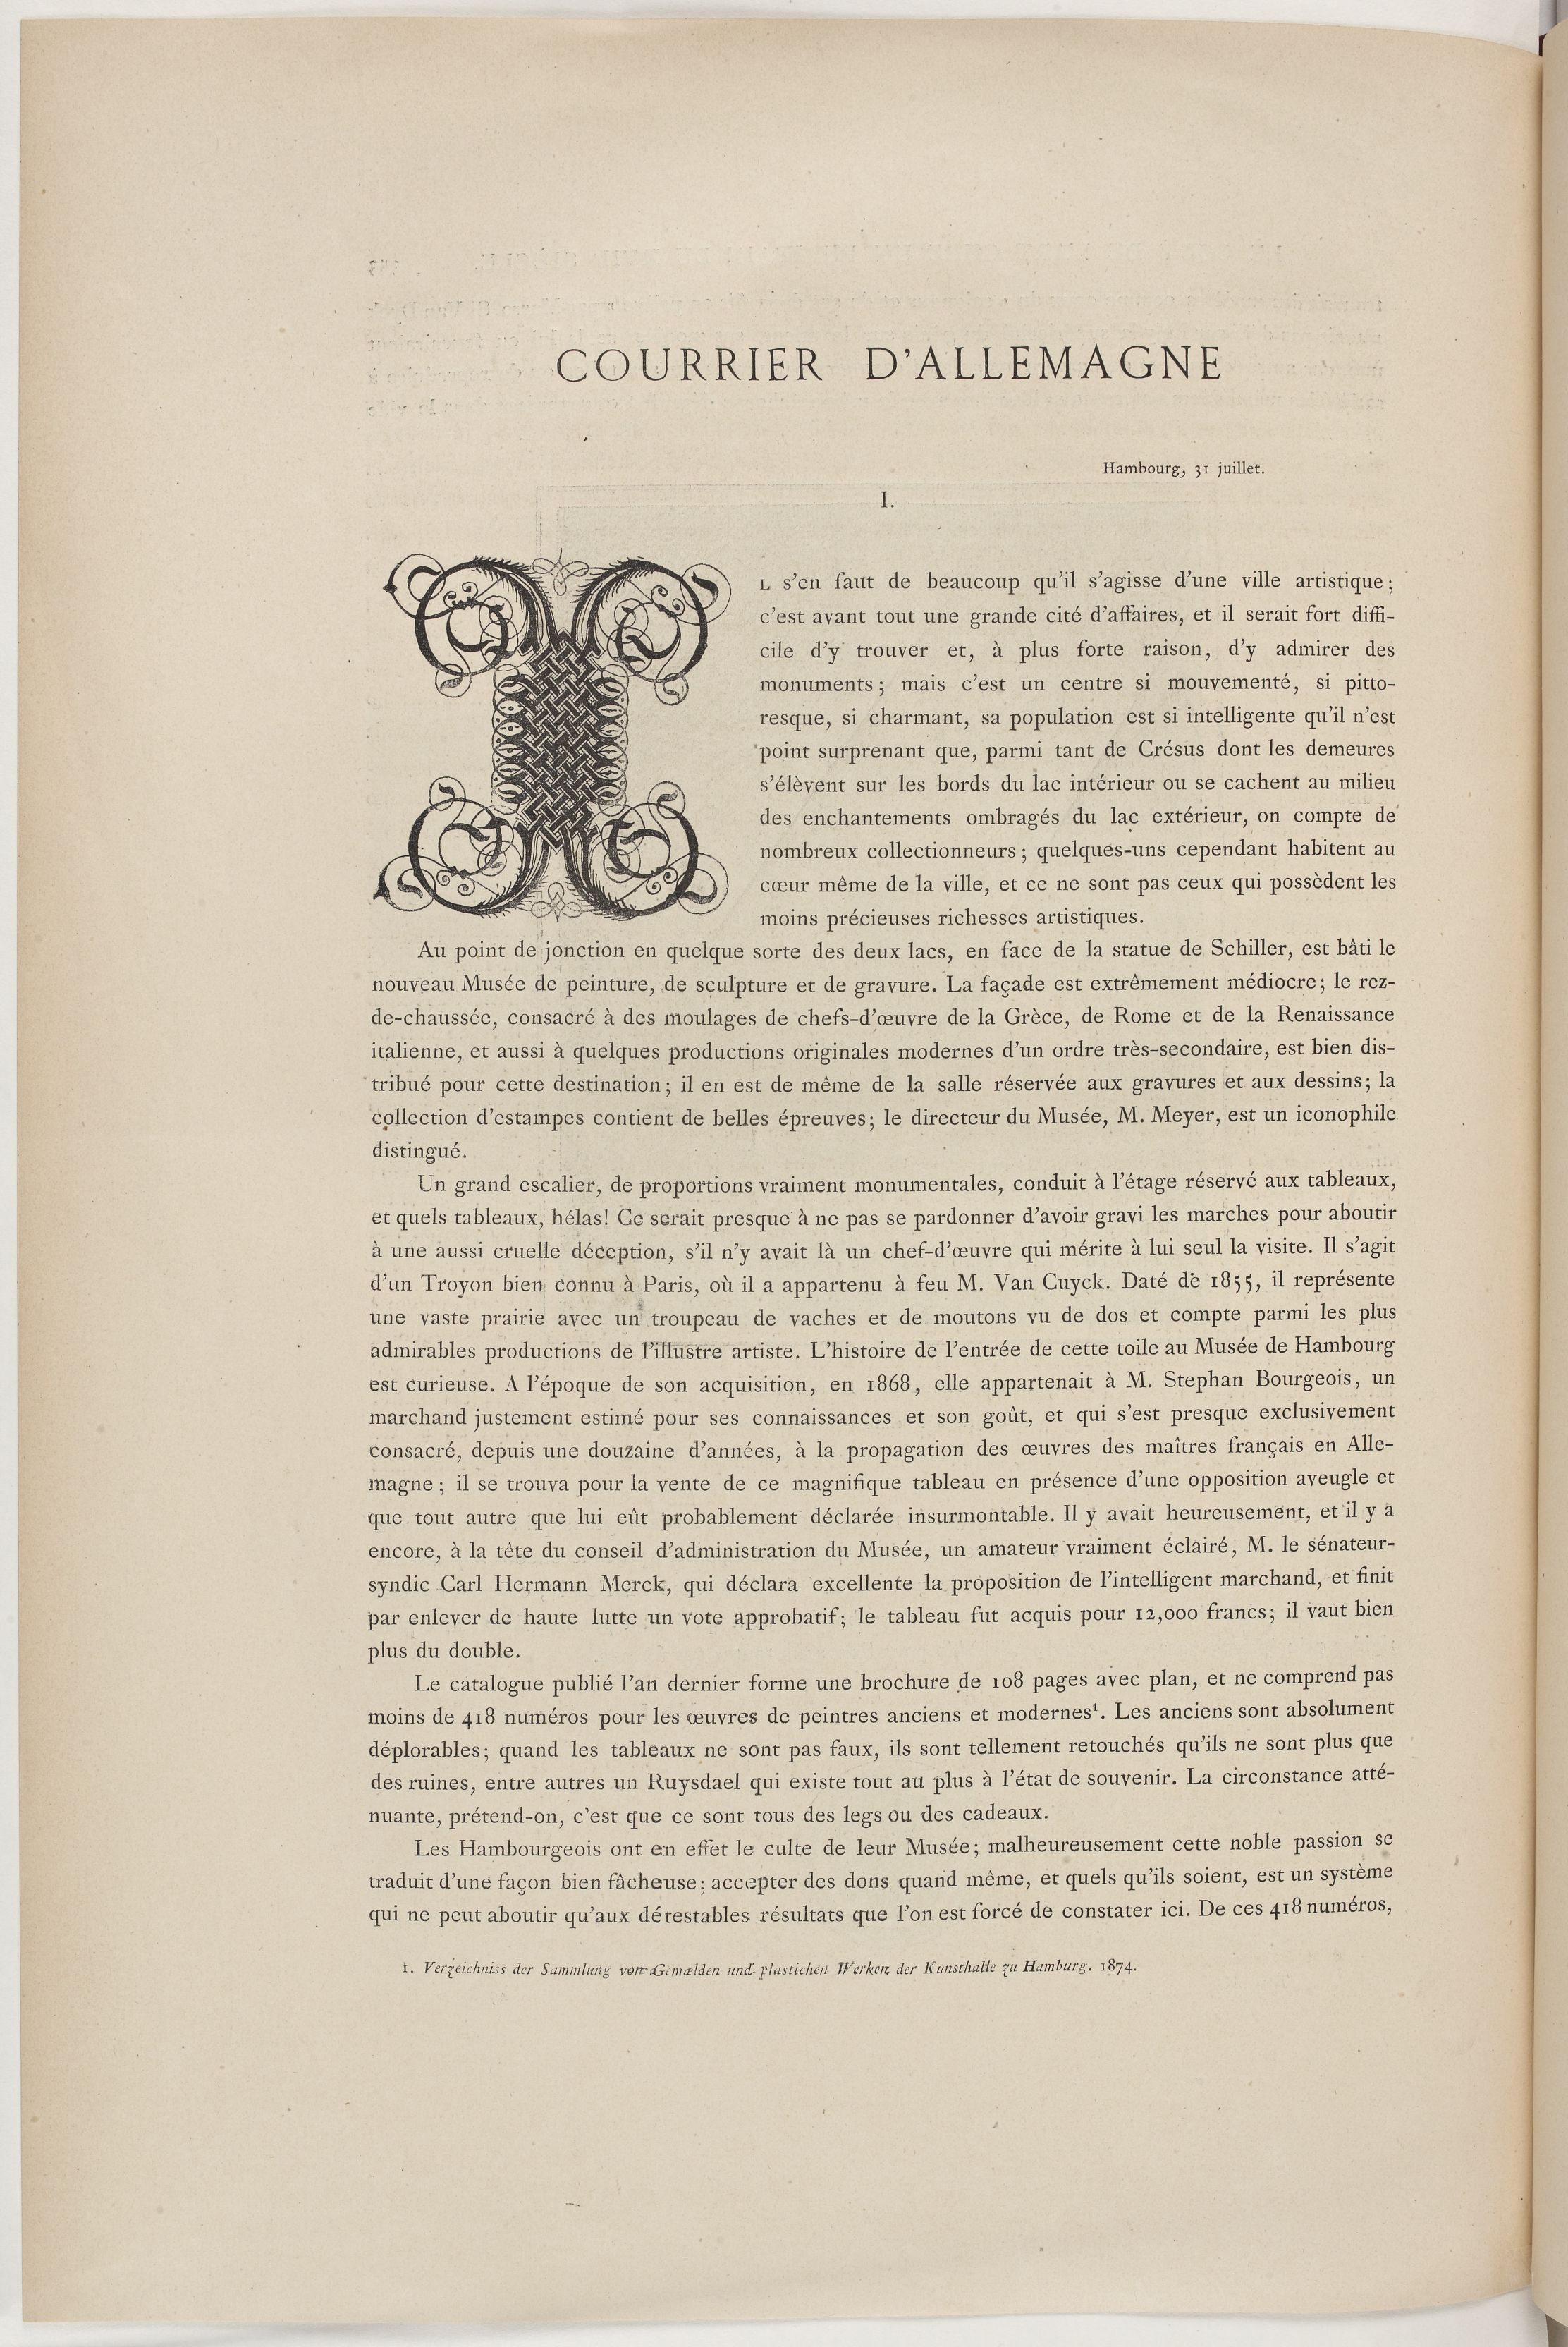 COURRIER D'ALLEMAGNE
Hambourg, 31 juillet.
I.
IL s'en faut de beaucoup qu'il s'agisse d'une ville artistique;
c'est avant tout une grande cité d'affaires, et il serait fort diffi-
cile d'y trouver et, à plus forte raison, d'y admirer des
monuments; mais c'est un centre si mouvementé, si pitto-
resque, si charmant, sa population est si intelligente qu'il n'est
point surprenant que, parmi tant de Crésus dont les demeures
s'élèvent sur les bords du lac intérieur ou se cachent au milieu
des enchantements ombragés du lac extérieur, on compte de
nombreux collectionneurs; quelques-uns cependant habitent au
cœur même de la ville, et ce ne sont pas ceux qui possèdent les
moins précieuses richesses artistiques.
Au point de jonction en quelque sorte des deux lacs, en face de la statue de Schiller, est bâti le
nouveau Musée de peinture, de sculpture et de gravure. La façade est extrêmement médiocre; le rez-
de-chaussée, consacré à des moulages de chefs-d'œuvre de la Grèce, de Rome et de la Renaissance
italienne, et aussi à quelques productions originales modernes d'un ordre très-secondaire, est bien dis-
tribué pour cette destination; il en est de même de la salle réservée aux gravures et aux dessins; la
collection d'estampes contient de belles épreuves; le directeur du Musée, M. Meyer, est un iconophile
distingué.
Un grand escalier, de proportions vraiment monumentales, conduit à l'étage réservé aux tableaux,
et quels tableaux, hélas! Ce serait presque à ne pas se pardonner d'avoir gravi les marches pour aboutir
à une aussi cruelle déception, s'il n'y avait là un chef-d'œuvre qui mérite à lui seul la visite. Il s'agit
d'un Troyon bien connu à Paris, où il a appartenu à feu M. Van Cuyck. Daté de 1855, il représente
une vaste prairie avec un troupeau de vaches et de moutons vu de dos et compte parmi les plus
admirables productions de l'illustre artiste. L'histoire de l'entrée de cette toile au Musée de Hambourg
est curieuse. A l'époque de son acquisition, en 1868, elle appartenait à M. Stephan Bourgeois, un
marchand justement estimé pour ses connaissances et son goût, et qui s'est presque exclusivement
consacré, depuis une douzaine d'années, à la propagation des œuvres des maîtres français en Alle-
magne; il se trouva pour la vente de ce magnifique tableau en présence d'une opposition aveugle et
que tout autre que lui eût probablement déclarée insurmontable. Il y avait heureusement, et il y a
encore, à la tête du conseil d'administration du Musée, un amateur vraiment éclairé, M. le sénateur-
syndic Carl Hermann Merck, qui déclara excellente la proposition de l'intelligent marchand, et finit
par enlever de haute lutte un vote approbatif; le tableau fut acquis pour 12,000 francs; il vaut bien
plus du double.
Le catalogue publié l'an dernier forme une brochure de 108 pages avec plan, et ne comprend pas
moins de 418 numéros pour les œuvres de peintres anciens et modernes¹. Les anciens sont absolument
déplorables; quand les tableaux ne sont pas faux, ils sont tellement retouchés qu'ils ne sont plus que
des ruines, entre autres un Ruysdael qui existe tout au plus à l'état de souvenir. La circonstance atté-
nuante, prétend-on, c'est que ce sont tous des legs ou des cadeaux.
Les Hambourgeois ont en effet le culte de leur Musée; malheureusement cette noble passion se
traduit d'une façon bien fâcheuse; accepter des dons quand même, et quels qu'ils soient, est un système
qui ne peut aboutir qu'aux détestables résultats que l'on est forcé de constater ici. De ces 418 numéros,
1. Verzeichniss der Sammlung von Gemœlden und plastichen Werken der Kunsthalle zu Hamburg. 1874.